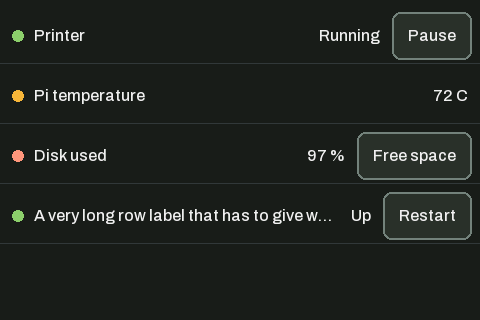 Printer Running Pause
Pi temperature 72 C
Disk used 97 % Free space
A very long row label that has to give w... Up Restart